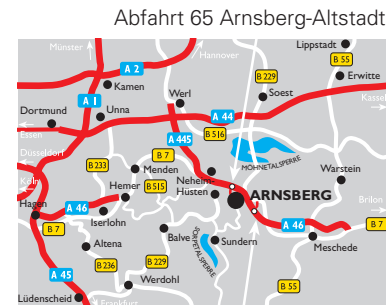 Abfahrt 65 Arnsberg-Altstadt
Münster
Hannover
Lippstadt
A 2
B 55
Kamen
B 229
Erwitte
Werl
Soest
A 1
Unna
Kassel
Dortmund
A 44
Essen
A 445
B 516
Düsseldorf
B 7
MÖHNETALSPERRE
B 233
Menden
Warstein
Köln
Neheim-
Hüsten
B 515
Hemer
ARNSBERG
A 46
Hagen
Iserlohn
A 46
Brilon
B 7
B 7
Balve
Sundern
Altena
Meschede
SORPETALSPERRE
B 236
B 229
A 45
Werdohl
B 55
Lüdenscheid
Frankfurt